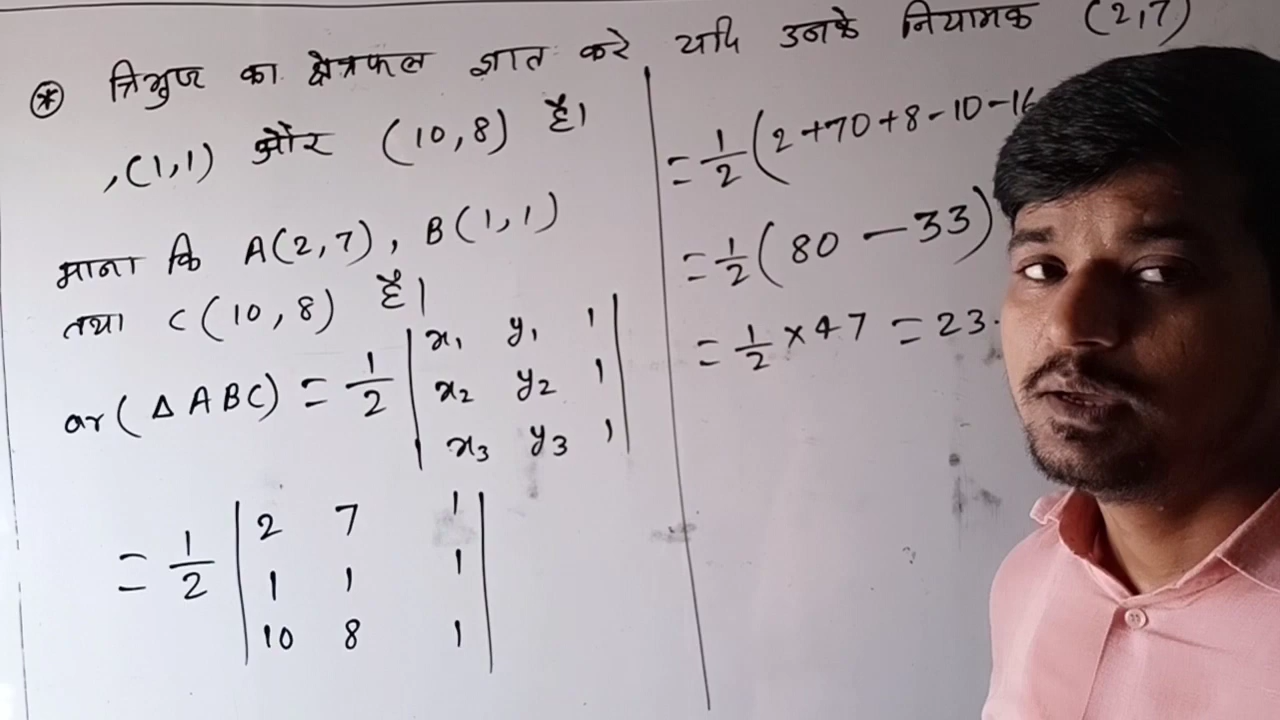 * त्रिभुज का क्षेत्रफल ज्ञात करे यदि उनके नियामक (2,7)
,(1,1) और (10,8) है।
माना कि A(2,7), B(1,1)
तथा C(10,8) है।
ar(ΔABC) = 1/2 | x₁ y₁ 1 |
| x₂ y₂ 1 |
| x₃ y₃ 1 |
= 1/2 | 2 7 1 |
| 1 1 1 |
| 10 8 1 |
= 1/2 (2+70+8-10-16
= 1/2 (80 - 33)
= 1/2 × 47 = 23.